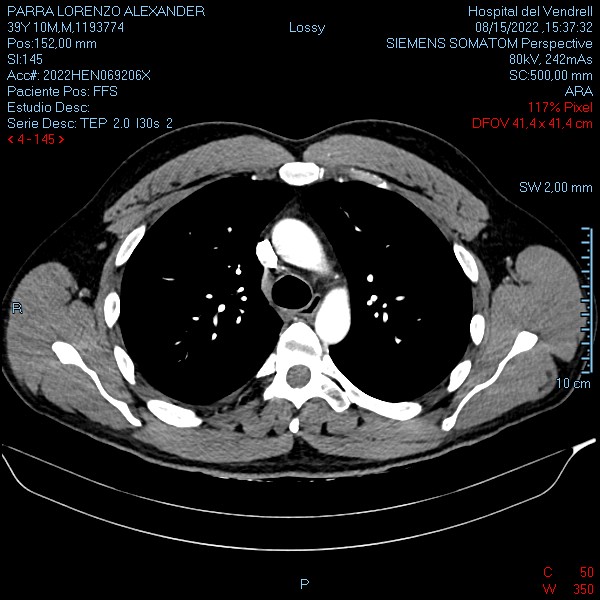 PARRA LORENZO ALEXANDER
39Y 10M,M,1193774
Pos:152,00 mm
SI:145
Acc#: 2022HEN069206X
Paciente Pos: FFS
Estudio Desc:
Serie Desc: TEP 2.0 I30s 2
< 4 - 145 >
Lossy
Hospital del Vendrell
08/15/2022 ,15:37:32
SIEMENS SOMATOM Perspective
80kV, 242mAs
SC:500,00 mm
ARA
117% Pixel
DFOV 41,4 x 41,4 cm
SW 2,00 mm
R
10 cm
P
C 50
W 350